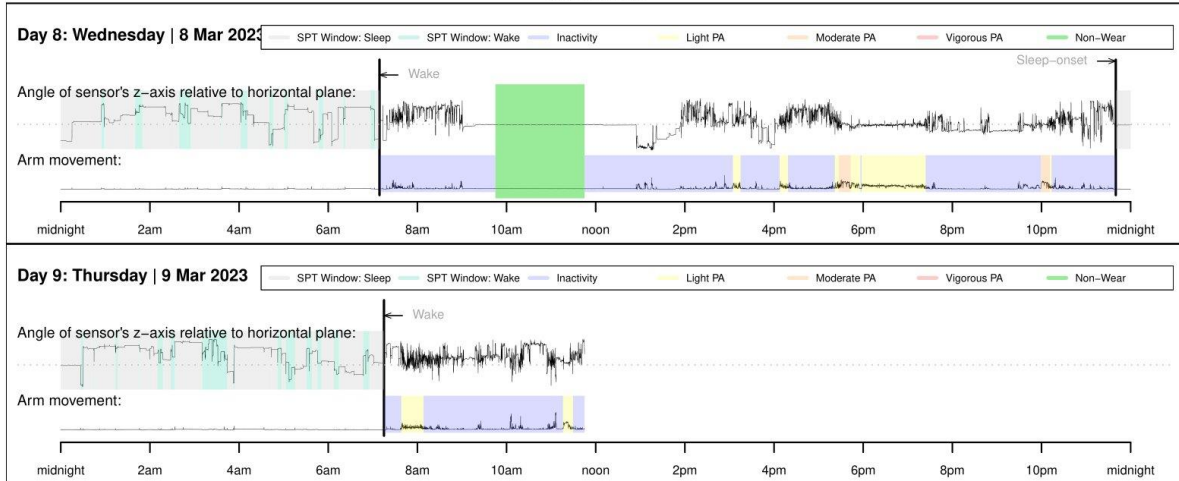 Day 8: Wednesday | 8 Mar 2023
SPT Window: Sleep SPT Window: Wake Inactivity Light PA Moderate PA Vigorous PA Non-Wear
Wake
Sleep-onset
Angle of sensor's z-axis relative to horizontal plane:
Arm movement:
midnight 2am 4am 6am 8am 10am noon 2pm 4pm 6pm 8pm 10pm midnight
Day 9: Thursday | 9 Mar 2023
SPT Window: Sleep SPT Window: Wake Inactivity Light PA Moderate PA Vigorous PA Non-Wear
Wake
Angle of sensor's z-axis relative to horizontal plane:
Arm movement:
midnight 2am 4am 6am 8am 10am noon 2pm 4pm 6pm 8pm 10pm midnight